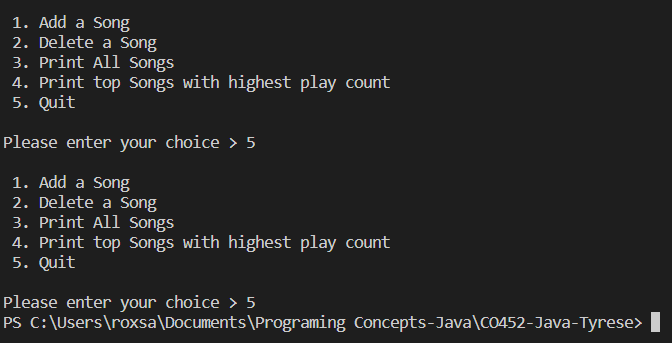 1. Add a Song
2. Delete a Song
3. Print All Songs
4. Print top Songs with highest play count
5. Quit
Please enter your choice > 5
1. Add a Song
2. Delete a Song
3. Print All Songs
4. Print top Songs with highest play count
5. Quit
Please enter your choice > 5
PS C:\Users\roxsa\Documents\Programing Concepts-Java\CO452-Java-Tyrese>